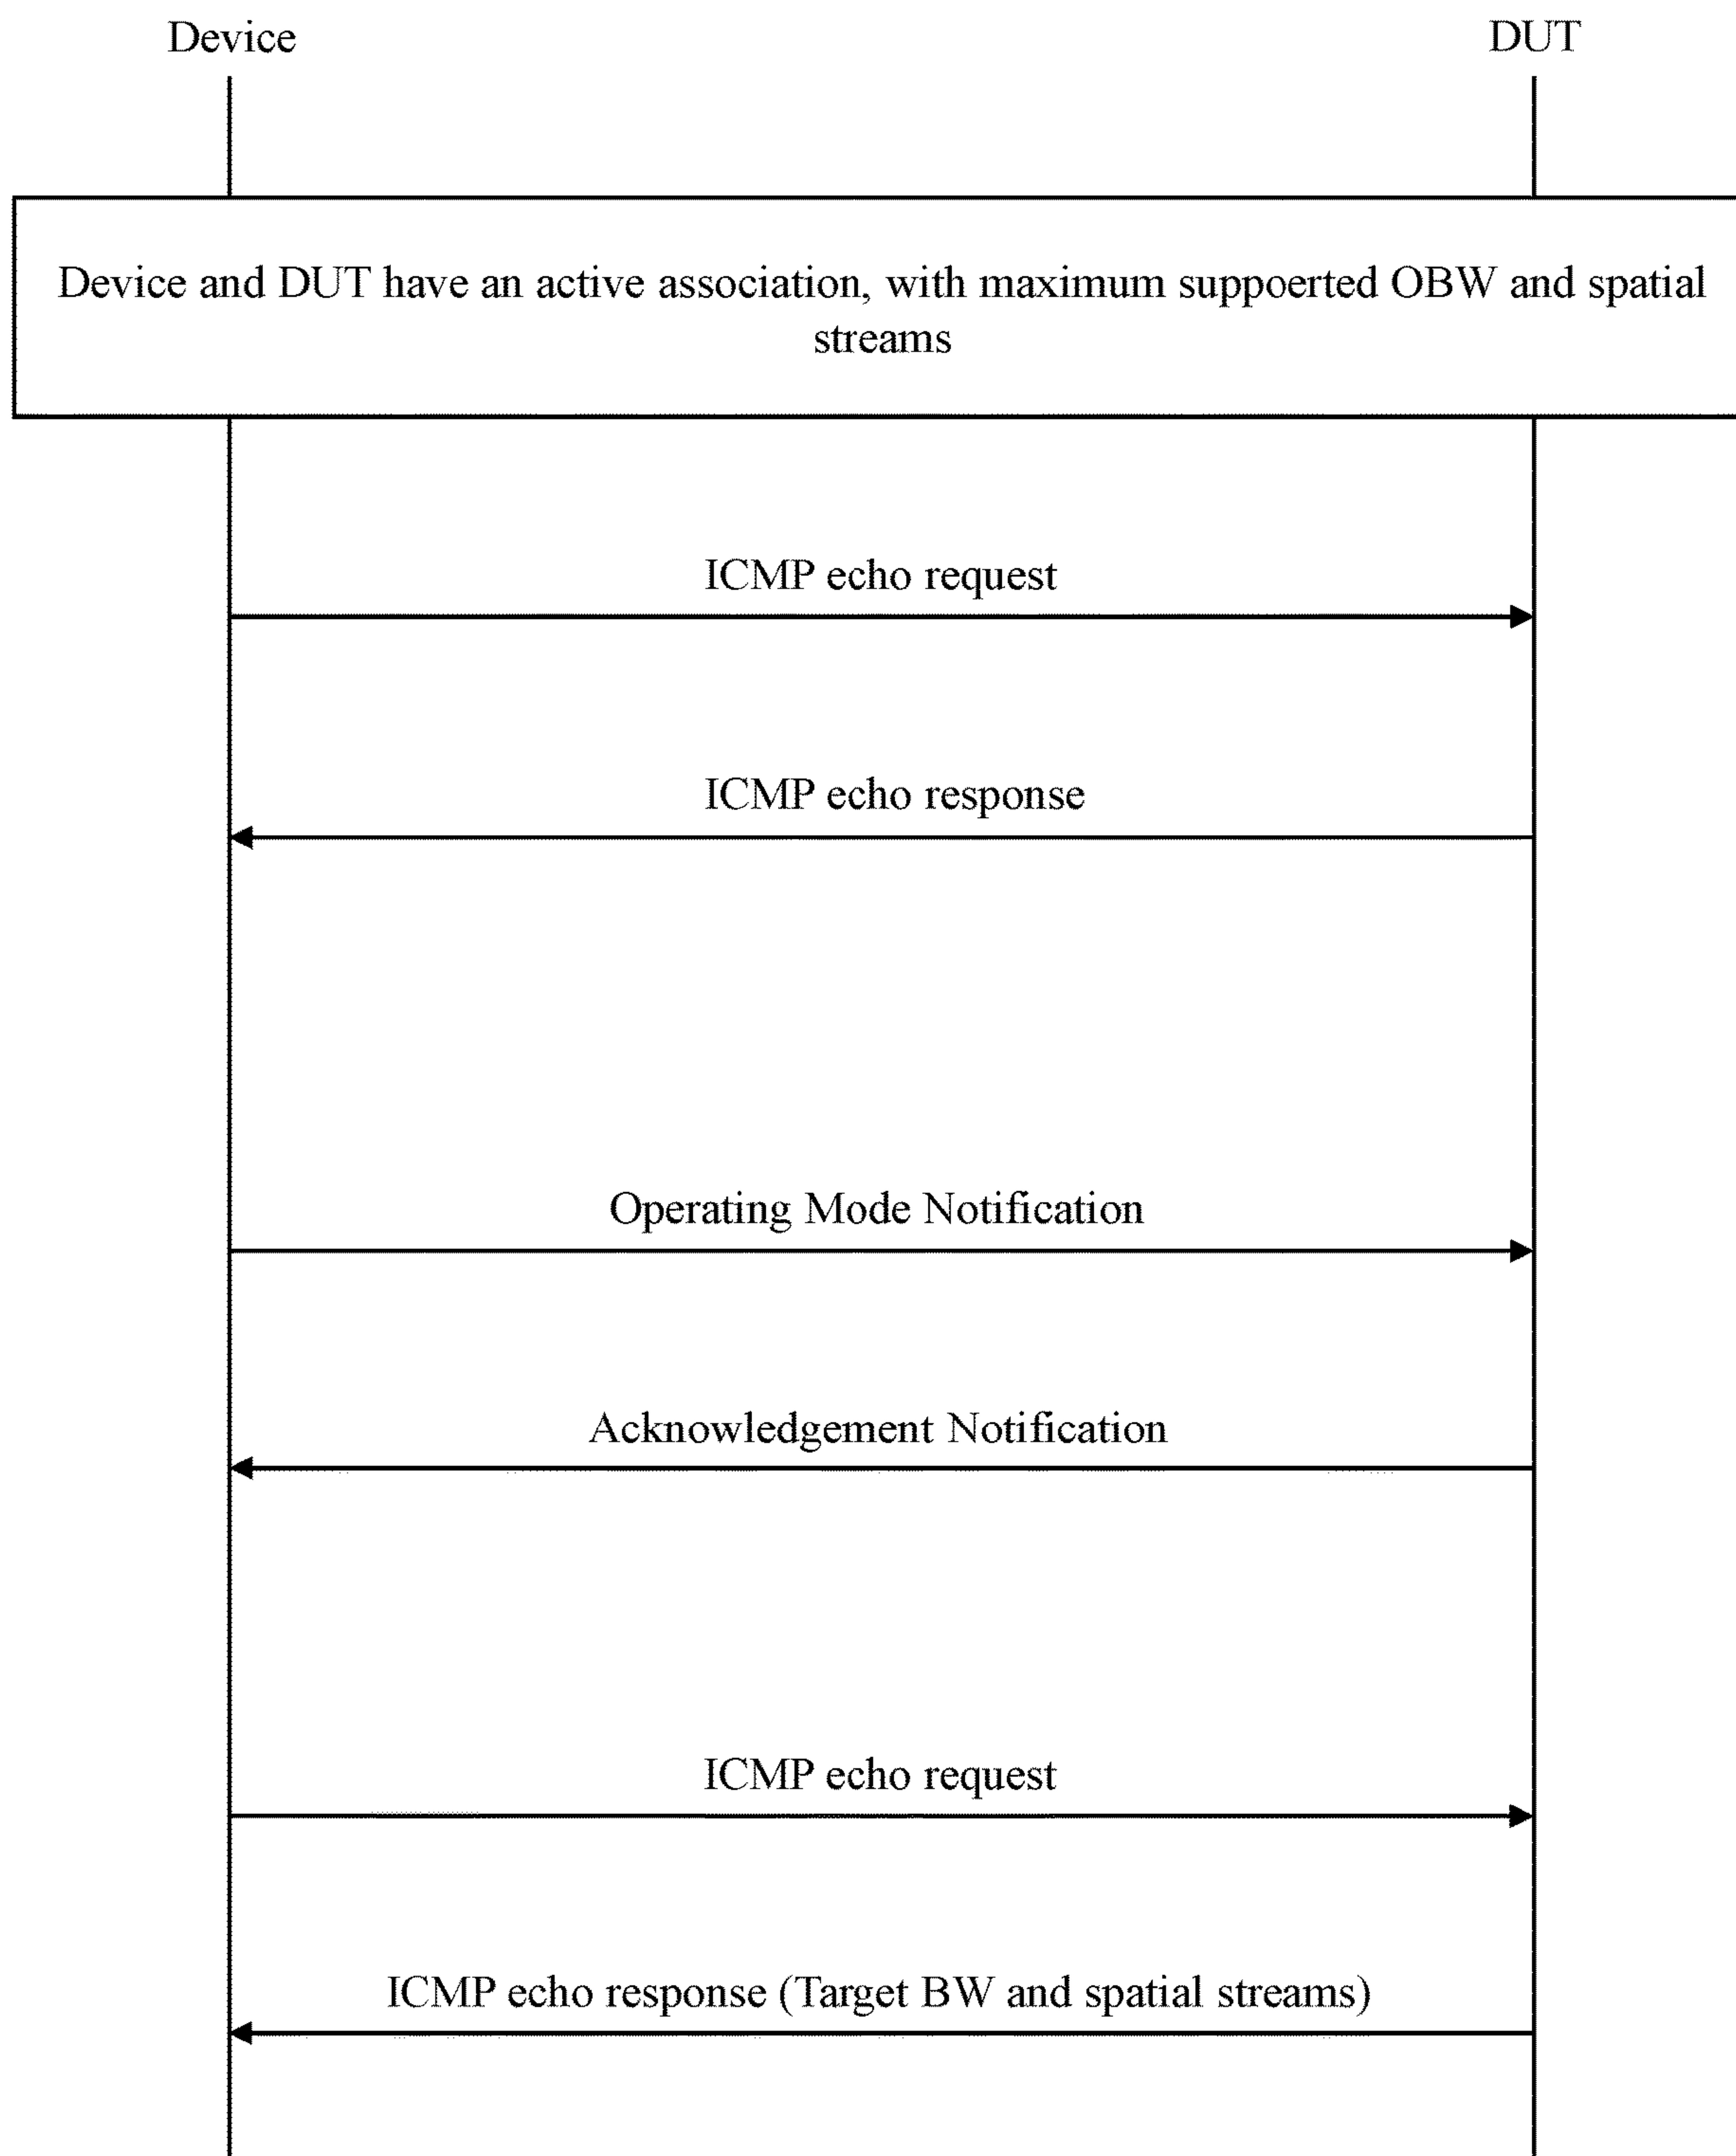 Device
DUT
Device and DUT have an active association, with maximum suppoerted OBW and spatial
streams
ICMP echo request
ICMP echo response
Operating Mode Notification
Acknowledgement Notification
ICMP echo request
ICMP echo response (Target BW and spatial streams)